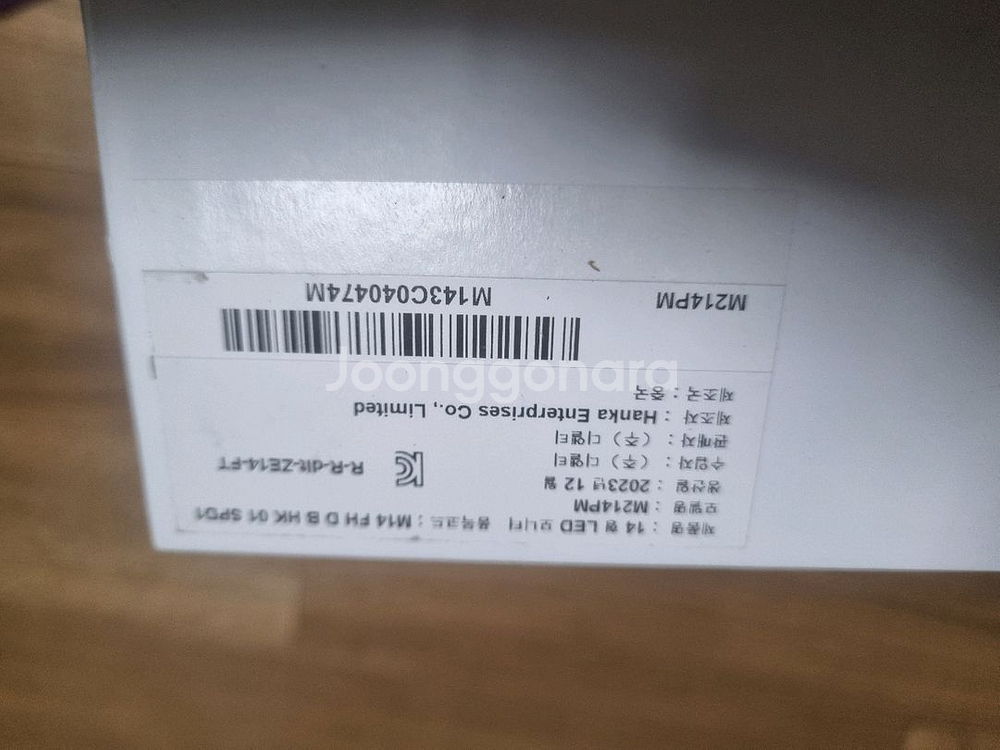 제품명 : 14 형 LED 모니터 품목코드 : M14 FH D B HK 01 SPD1
모델명 : M214PM
생산일 : 2023년 12 월
수입자 : (주) 디엘티
판매자 : (주) 디엘티
제조자 : Hanka Enterprises Co., Limited
제조국 : 중국
R-R-dlt-ZE14-FT
M214PM M143C040474M
Joonggonara